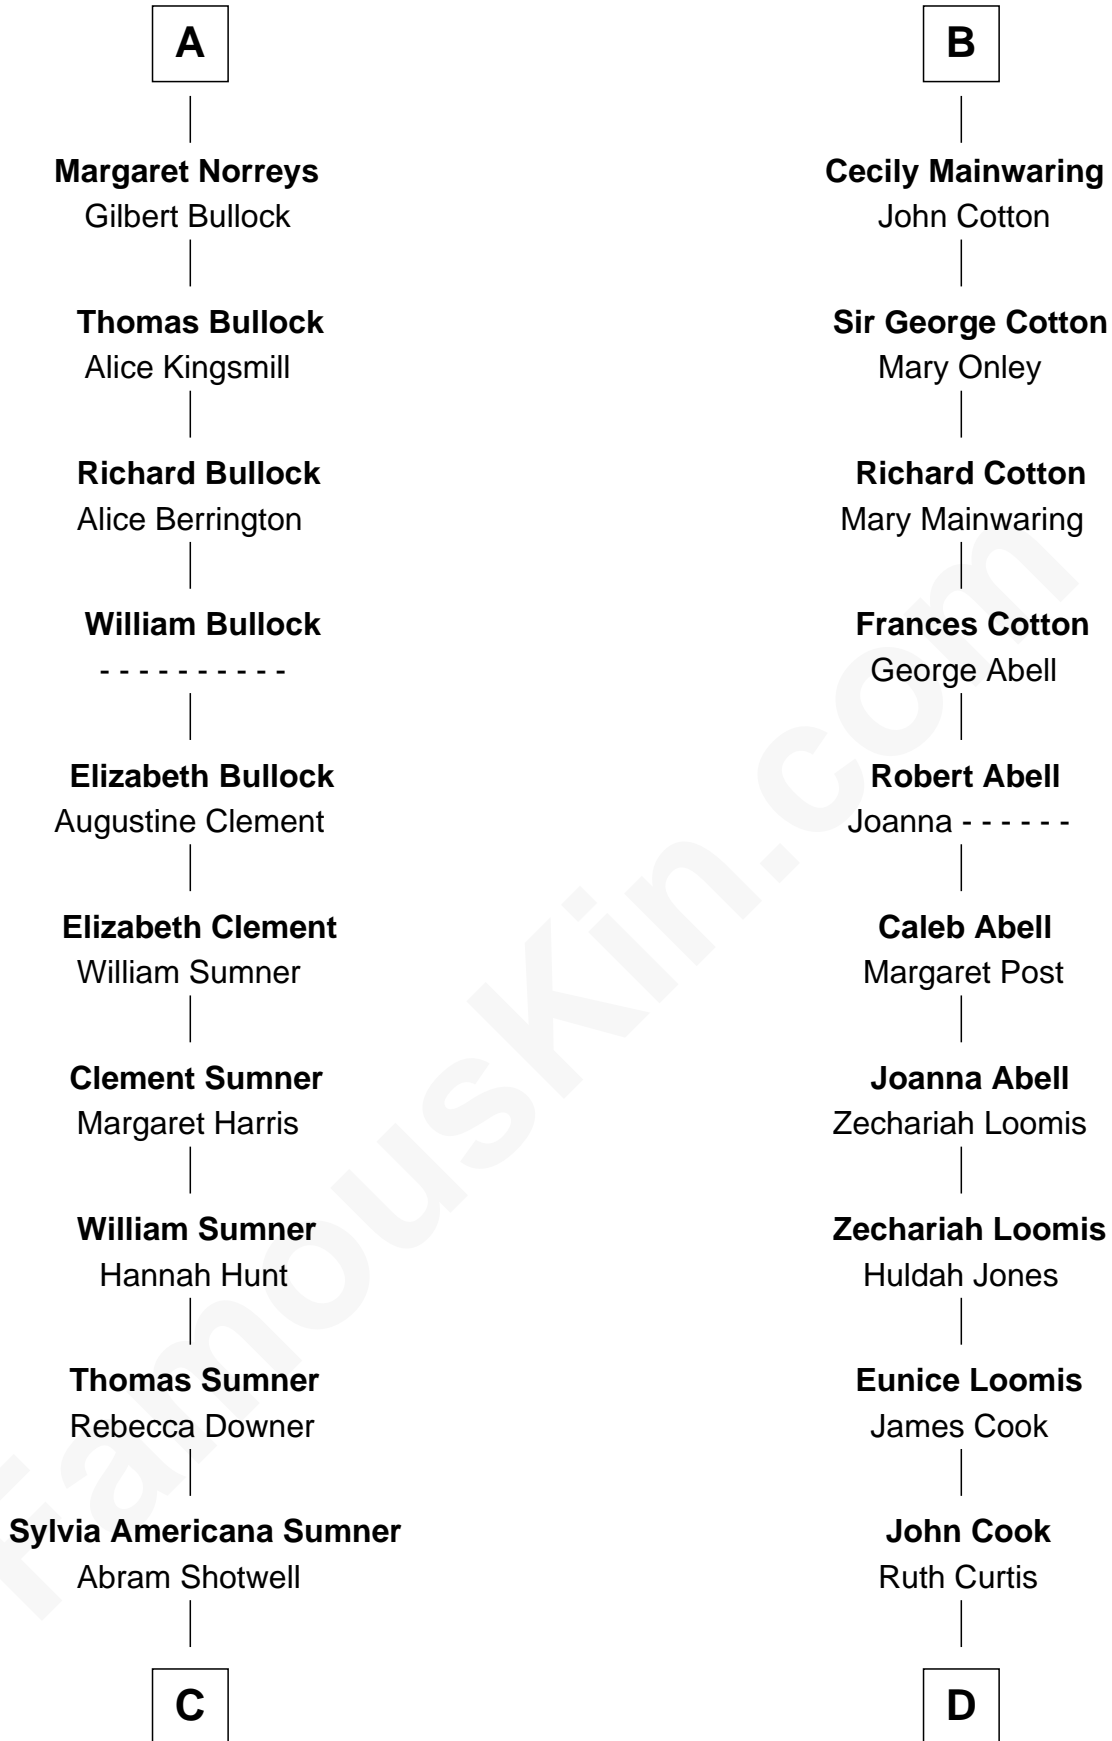 A
Margaret Norreys
Gilbert Bullock
Thomas Bullock
Alice Kingsmill
Richard Bullock
Alice Berrington
William Bullock
- - - - - - - - - -
Elizabeth Bullock
Augustine Clement
Elizabeth Clement
William Sumner
Clement Sumner
Margaret Harris
William Sumner
Hannah Hunt
Thomas Sumner
Rebecca Downer
Sylvia Americana Sumner
Abram Shotwell
C
B
Cecily Mainwaring
John Cotton
Sir George Cotton
Mary Onley
Richard Cotton
Mary Mainwaring
Frances Cotton
George Abell
Robert Abell
Joanna - - - - - -
Caleb Abell
Margaret Post
Joanna Abell
Zechariah Loomis
Zechariah Loomis
Huldah Jones
Eunice Loomis
James Cook
John Cook
Ruth Curtis
D
FamousKin.com